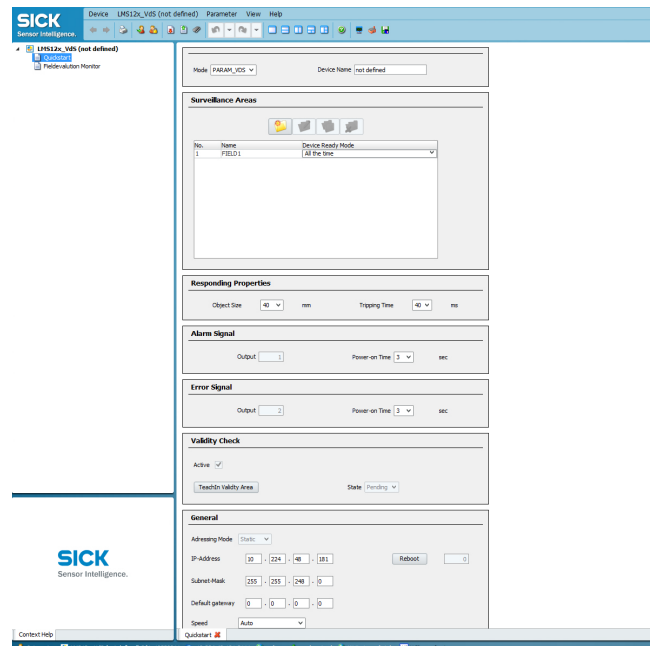 SICK
Sensor Intelligence.
Device LMS12x_VdS (not defined) Parameter View Help
LMS12x_VdS (not defined)
Quickstart
Fieldevalution Monitor
Mode PARAM_VDS Device Name not defined
Surveillance Areas
No. Name Device Ready Mode
1 FIELD1 All the time
Responding Properties
Object Size 40 mm Tripping Time 40 ms
Alarm Signal
Output 1 Power-on Time 3 sec
Error Signal
Output 2 Power-on Time 3 sec
Validity Check
Active
TeachIn Validty Area State Pending
General
Adressing Mode Static
IP-Address 10 . 224 . 48 . 181 Reboot 0
Subnet-Mask 255 . 255 . 248 . 0
Default gateway 0 . 0 . 0 . 0
Speed Auto
SICK
Sensor Intelligence.
Context Help
Quickstart